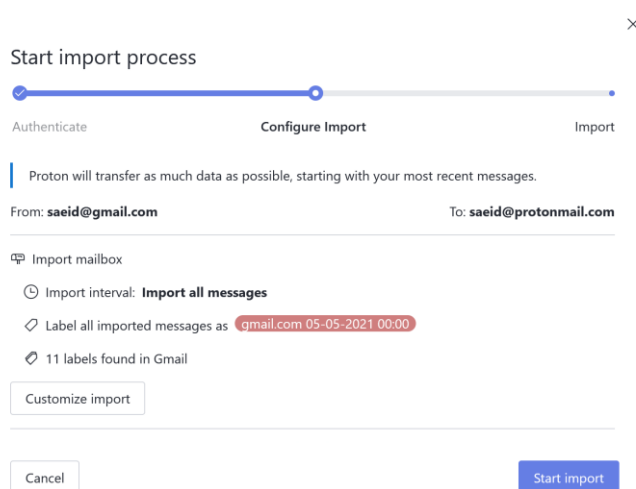 Start import process
Authenticate Configure Import Import
Proton will transfer as much data as possible, starting with your most recent messages.
From: saeid@gmail.com To: saeid@protonmail.com
Import mailbox
Import interval: Import all messages
Label all imported messages as gmail.com 05-05-2021 00:00
11 labels found in Gmail
Customize import
Cancel Start import